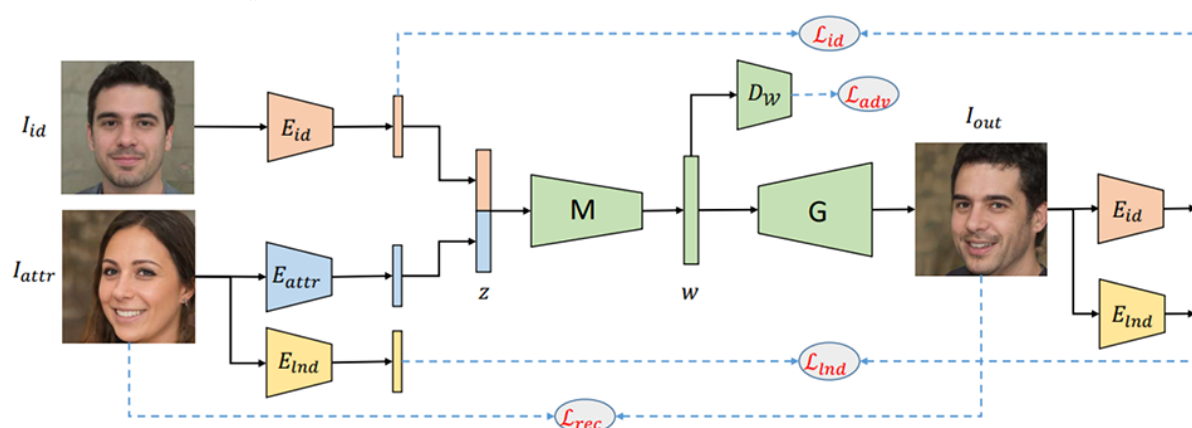 ℒid
DW
ℒadv
Iout
Iid
Eid
M
G
Eid
Iattr
Eattr
z
w
Elnd
Elnd
ℒlnd
ℒrec